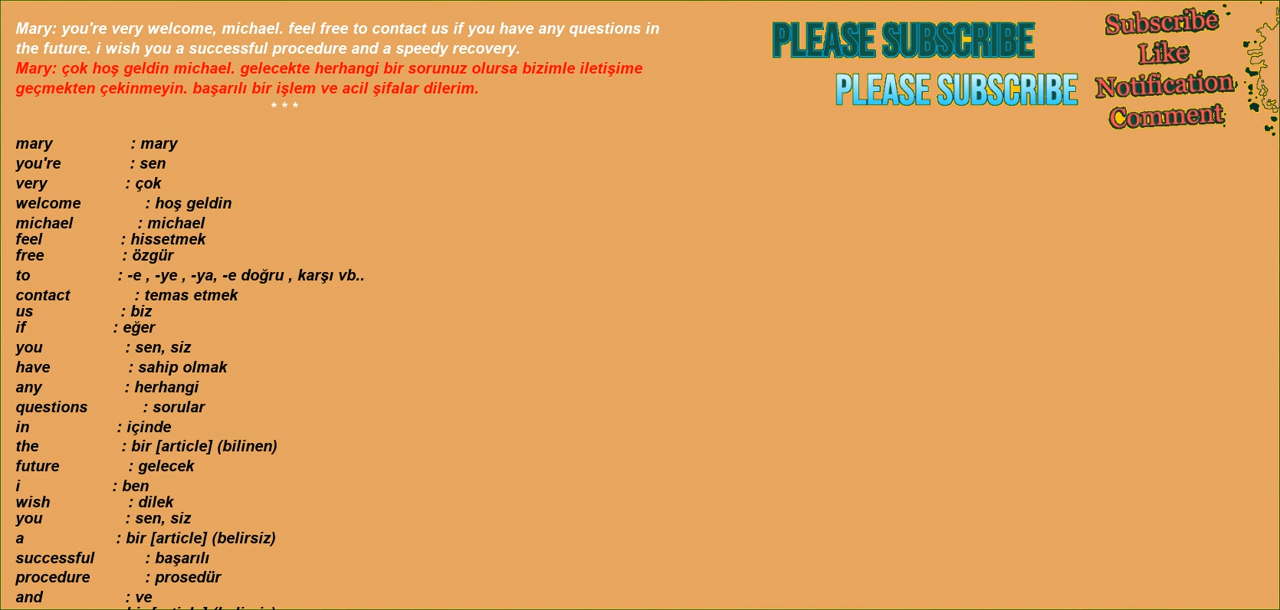 Mary: you're very welcome, michael. feel free to contact us if you have any questions in
the future. i wish you a successful procedure and a speedy recovery.
Mary: çok hoş geldin michael. gelecekte herhangi bir sorunuz olursa bizimle iletişime
geçmekten çekinmeyin. başarılı bir işlem ve acil şifalar dilerim.
* * *
PLEASE SUBSCRIBE
PLEASE SUBSCRIBE
Subscribe
Like
Notification
Comment
mary : mary
you're : sen
very : çok
welcome : hoş geldin
michael : michael
feel : hissetmek
free : özgür
to : -e , -ye , -ya, -e doğru , karşı vb..
contact : temas etmek
us : biz
if : eğer
you : sen, siz
have : sahip olmak
any : herhangi
questions : sorular
in : içinde
the : bir [article] (bilinen)
future : gelecek
i : ben
wish : dilek
you : sen, siz
a : bir [article] (belirsiz)
successful : başarılı
procedure : prosedür
and : ve